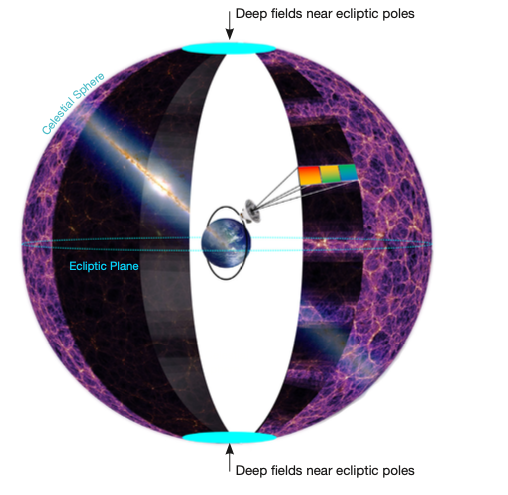 Deep fields near ecliptic poles
Celestial Sphere
Ecliptic Plane
Deep fields near ecliptic poles